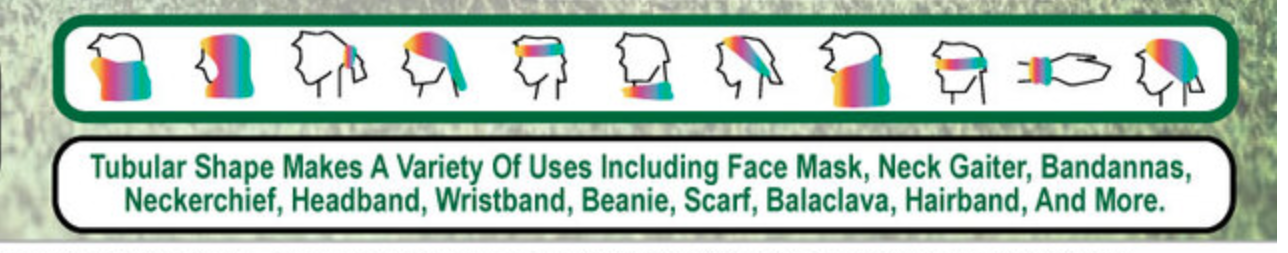 Tubular Shape Makes A Variety Of Uses Including Face Mask, Neck Gaiter, Bandannas,
Neckerchief, Headband, Wristband, Beanie, Scarf, Balaclava, Hairband, And More.